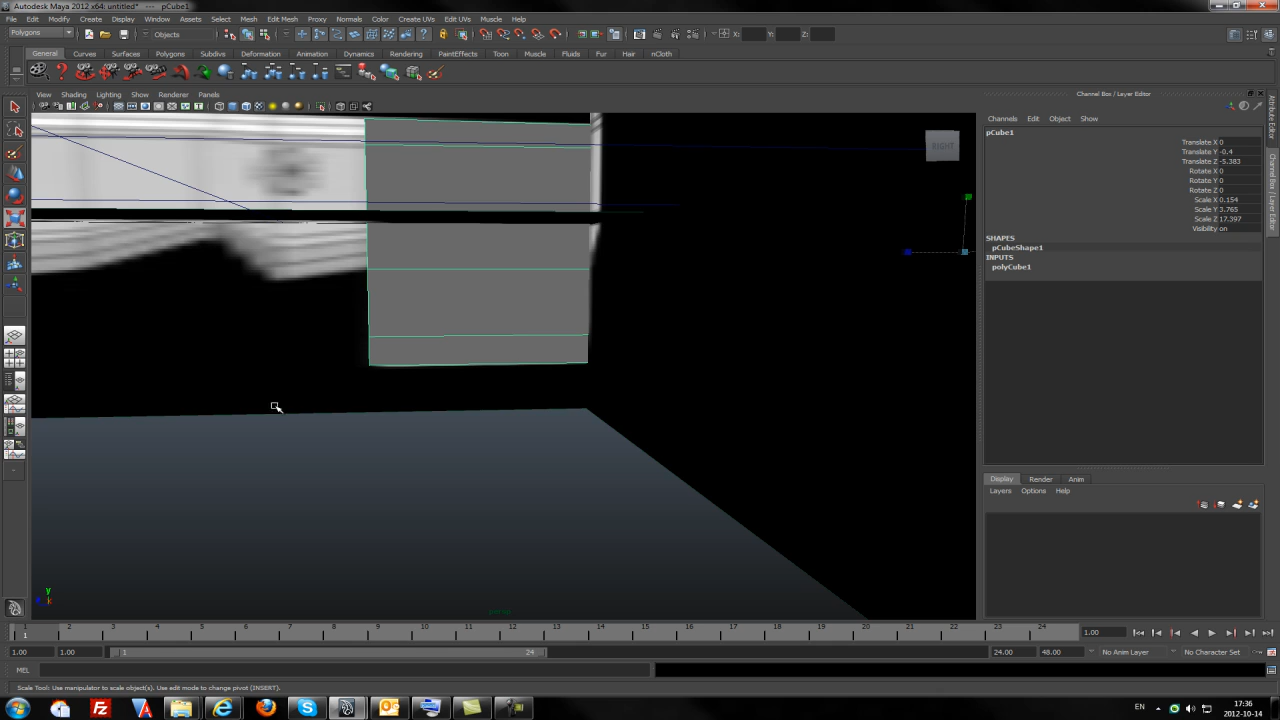 Autodesk Maya 2012 x64: untitled* --- pCube1
File Edit Modify Create Display Window Assets Select Mesh Edit Mesh Proxy Normals Color Create UVs Edit UVs Muscle Help
Polygons Objects X: Y: Z:
General Curves Surfaces Polygons Subdivs Deformation Animation Dynamics Rendering PaintEffects Toon Muscle Fluids Fur Hair nCloth
View Shading Lighting Show Renderer Panels
RIGHT
y
persp
Channel Box / Layer Editor
Channels Edit Object Show
pCube1
Translate X 0
Translate Y -0.4
Translate Z -5.383
Rotate X 0
Rotate Y 0
Rotate Z 0
Scale X 0.154
Scale Y 3.765
Scale Z 17.397
Visibility on
SHAPES
pCubeShape1
INPUTS
polyCube1
Attribute Editor
Channel Box / Layer Editor
Display Render Anim
Layers Options Help
1 2 3 4 5 6 7 8 9 10 11 12 13 14 15 16 17 18 19 20 21 22 23 24
1 1.00
1.00 1.00 1 24 24.00 48.00 No Anim Layer No Character Set
MEL
Scale Tool: Use manipulator to scale object(s). Use edit mode to change pivot (INSERT).
EN 17:36
2012-10-14